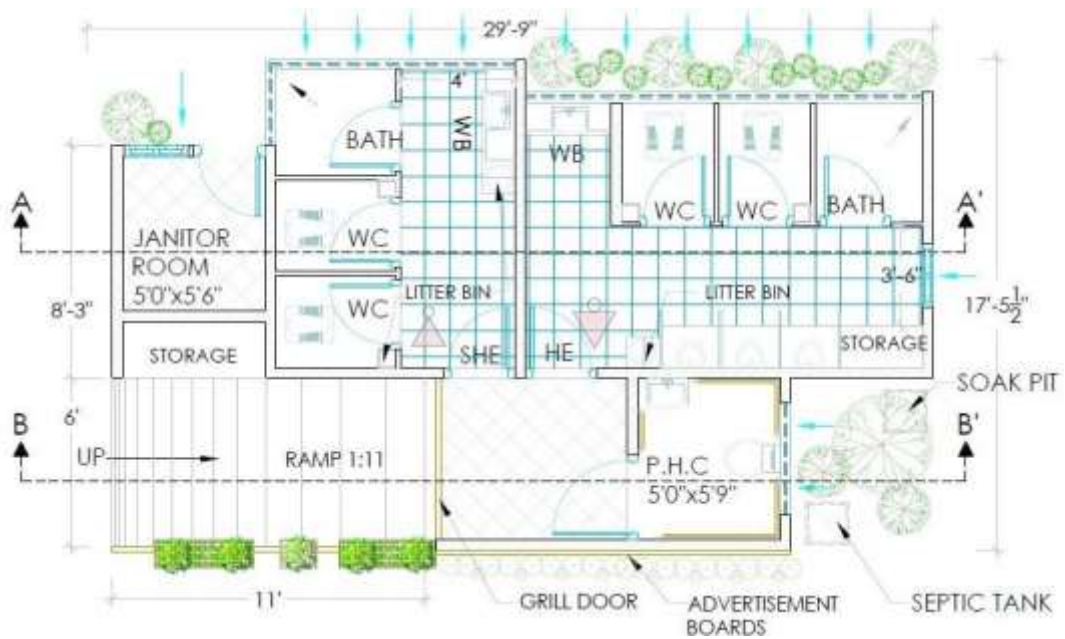 29'-9"
4'
BATH
WB
WB
A
A'
JANITOR
ROOM
5'0"x5'6"
WC
WC
WC
BATH
3'-6"
8'-3"
LITTER BIN
LITTER BIN
17'-5 1/2"
WC
STORAGE
SHE
HE
STORAGE
SOAK PIT
B
6'
UP
RAMP 1:11
P.H.C
5'0"x5'9"
B'
11'
GRILL DOOR
ADVERTISEMENT
BOARDS
SEPTIC TANK